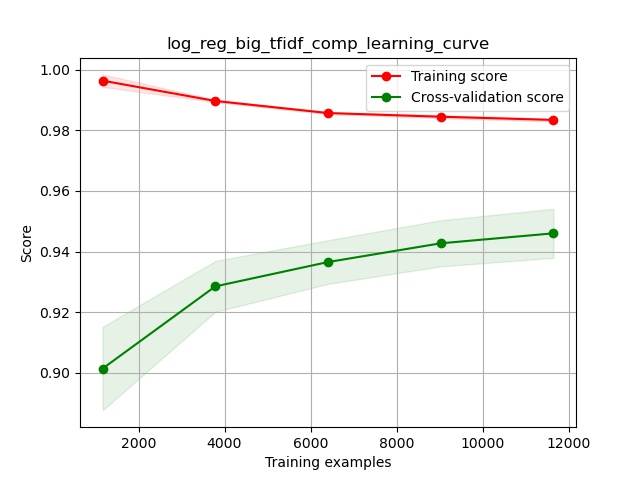 log_reg_big_tfidf_comp_learning_curve
Training score
Cross-validation score
Score
1.00
0.98
0.96
0.94
0.92
0.90
2000 4000 6000 8000 10000 12000
Training examples